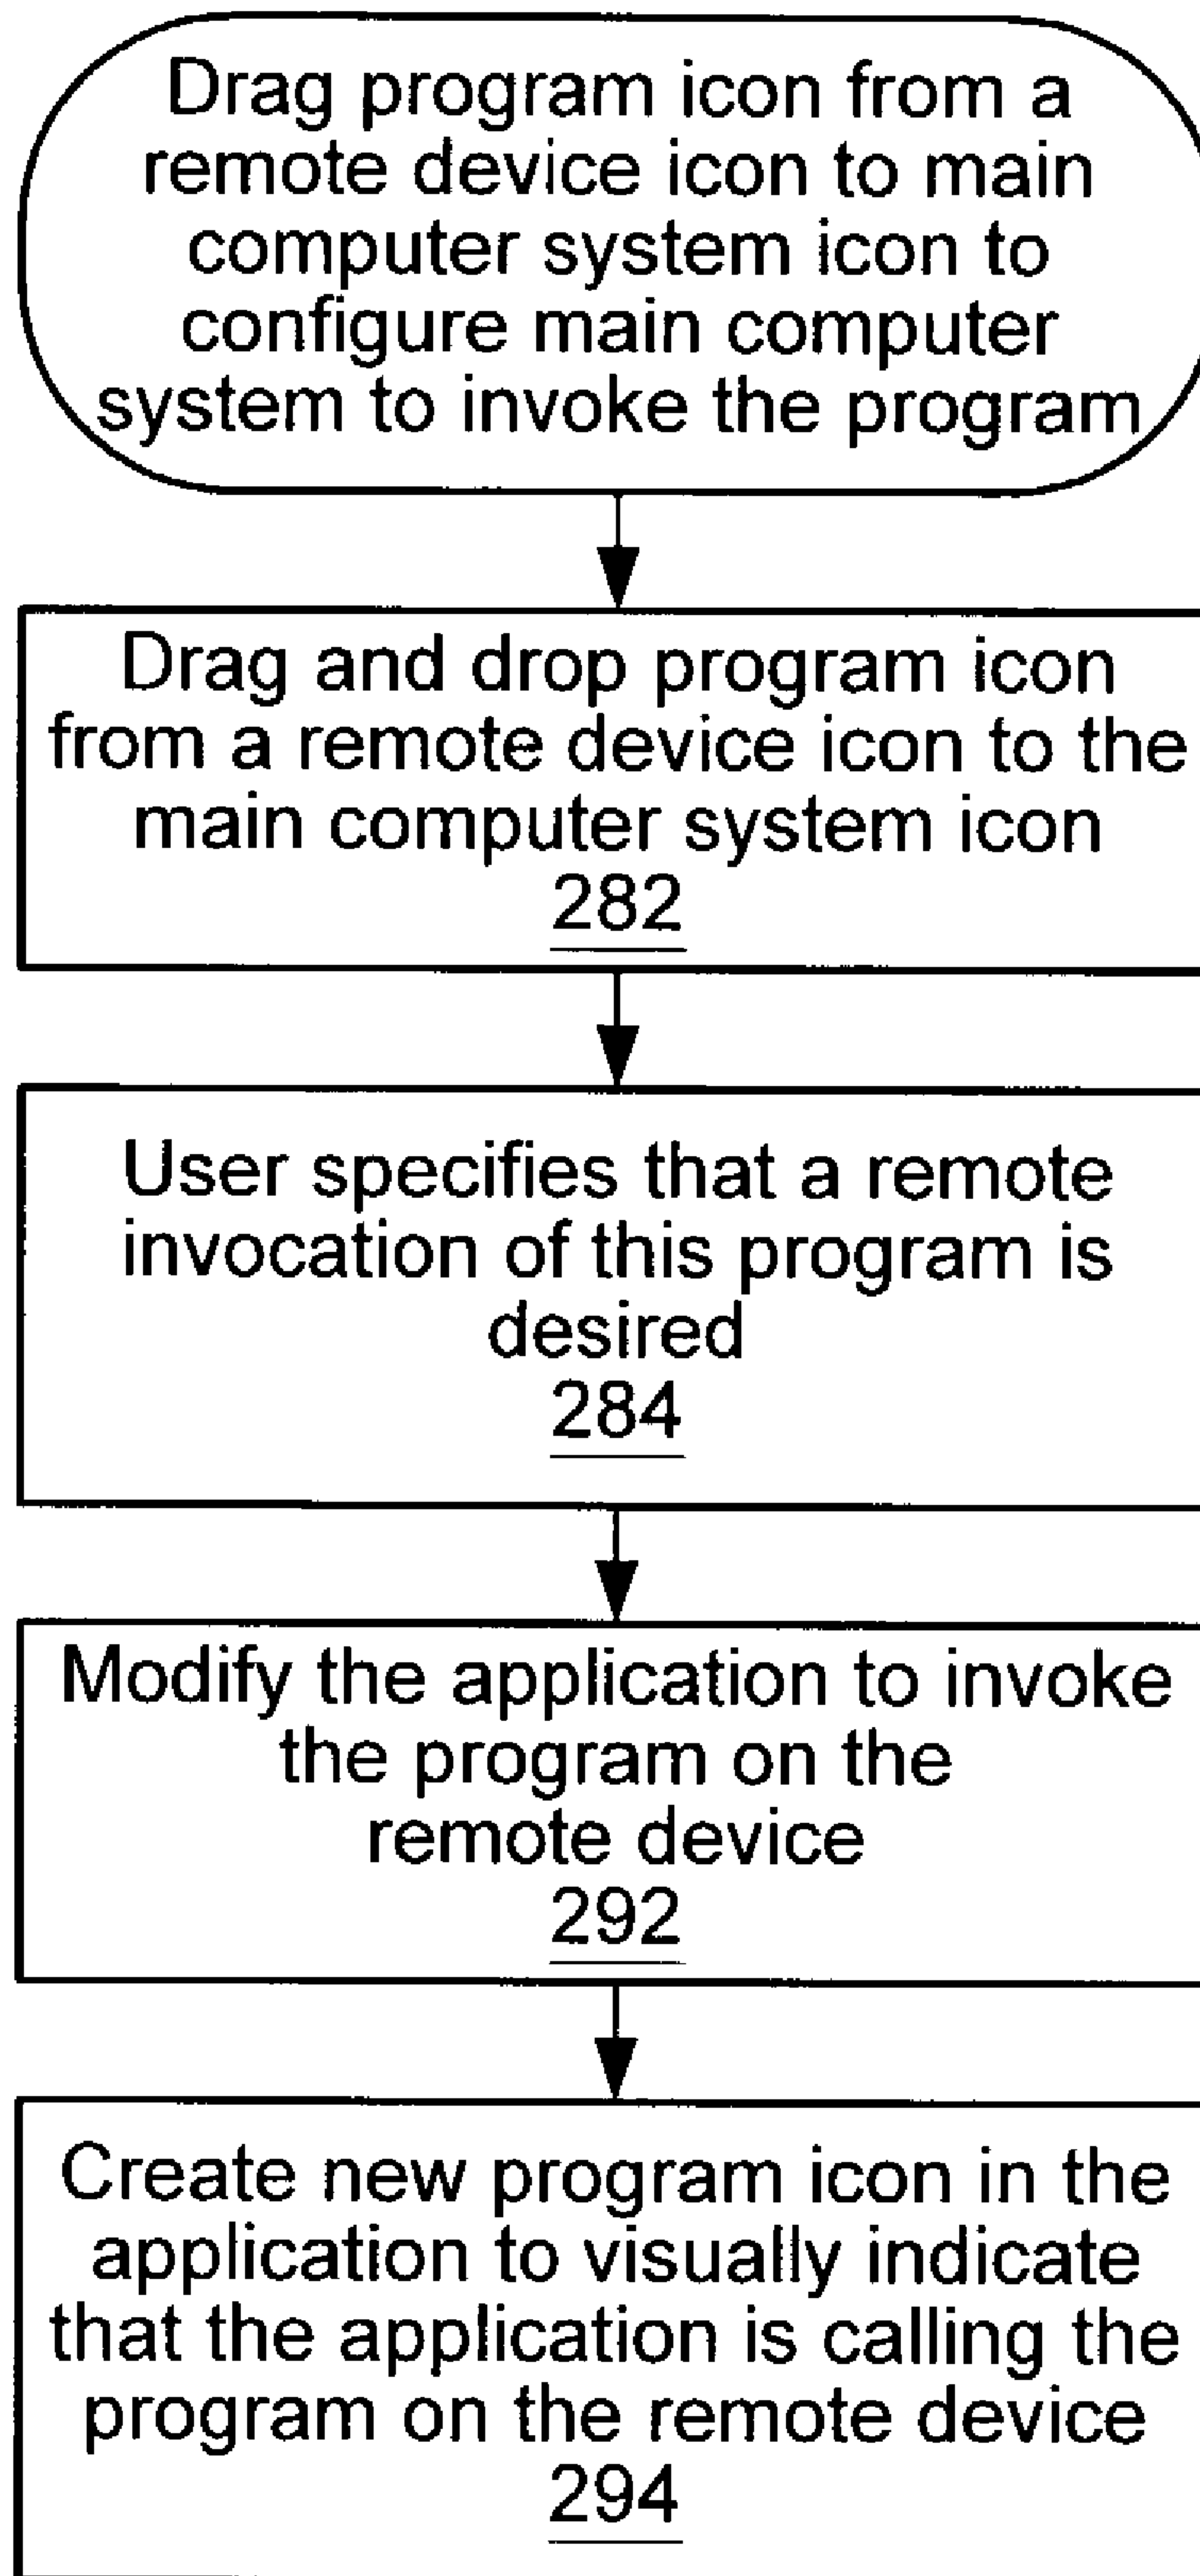 Drag program icon from a
remote device icon to main
computer system icon to
configure main computer
system to invoke the program
Drag and drop program icon
from a remote device icon to the
main computer system icon
282
User specifies that a remote
invocation of this program is
desired
284
Modify the application to invoke
the program on the
remote device
292
Create new program icon in the
application to visually indicate
that the application is calling the
program on the remote device
294